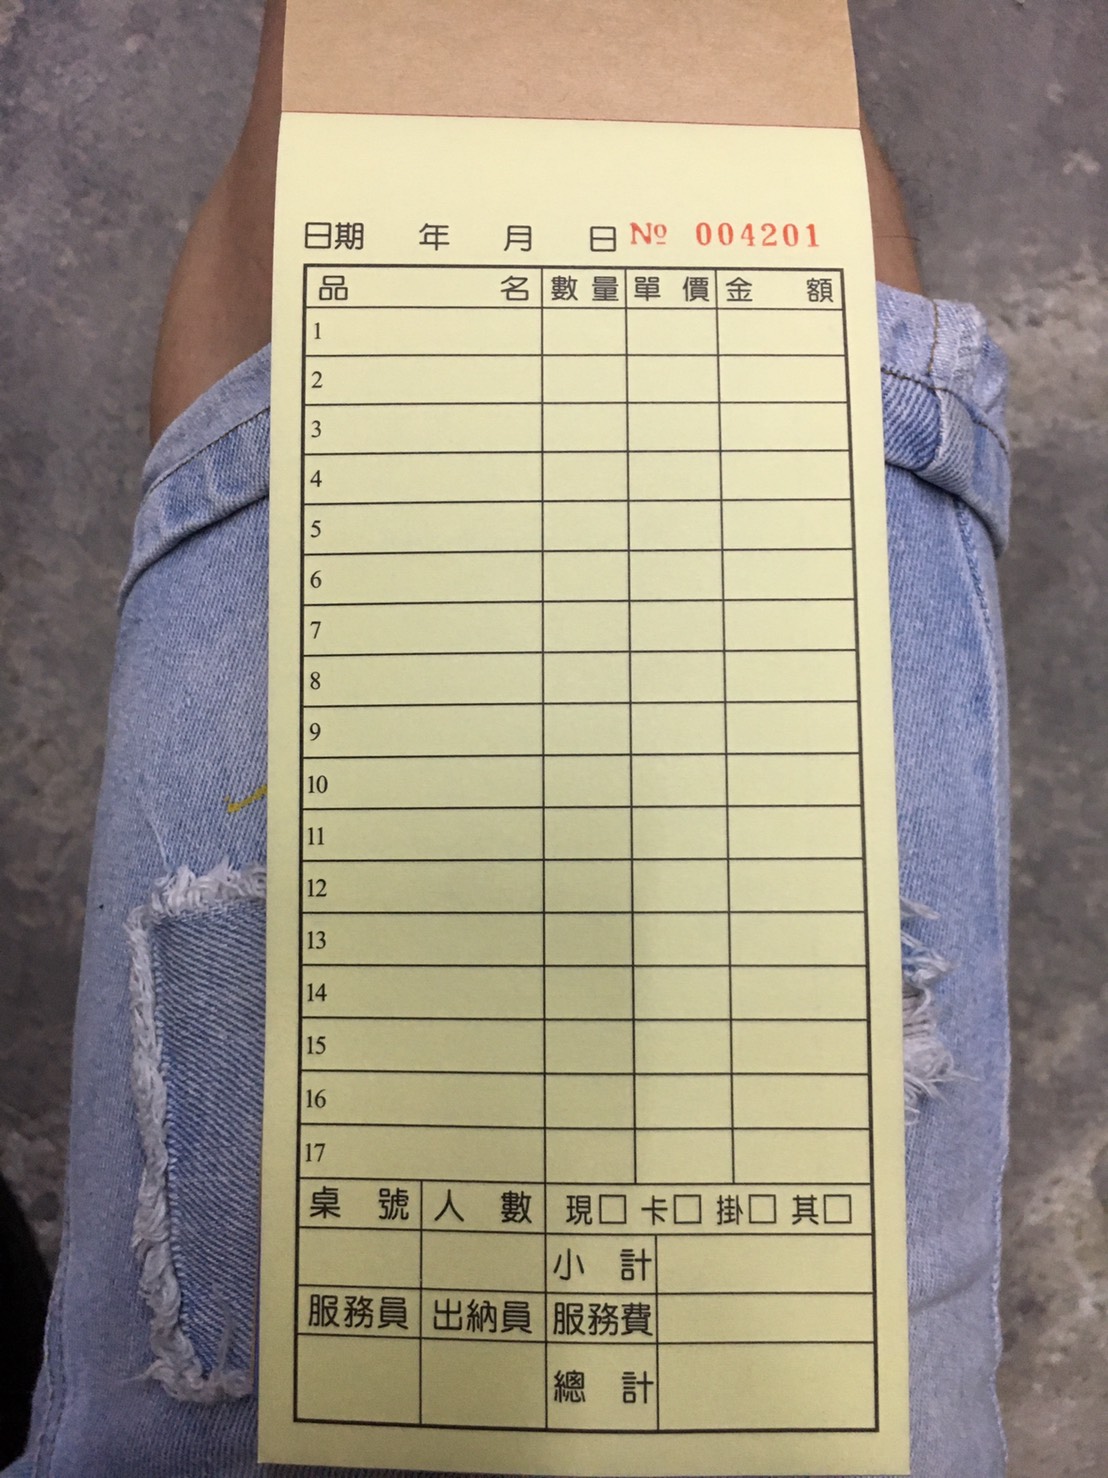 日期 年 月 日 № 004201
品名 數量 單價 金額
1
2
3
4
5
6
7
8
9
10
11
12
13
14
15
16
17
桌號 人數 現□ 卡□ 掛□ 其□
小計
服務員 出納員 服務費
總計